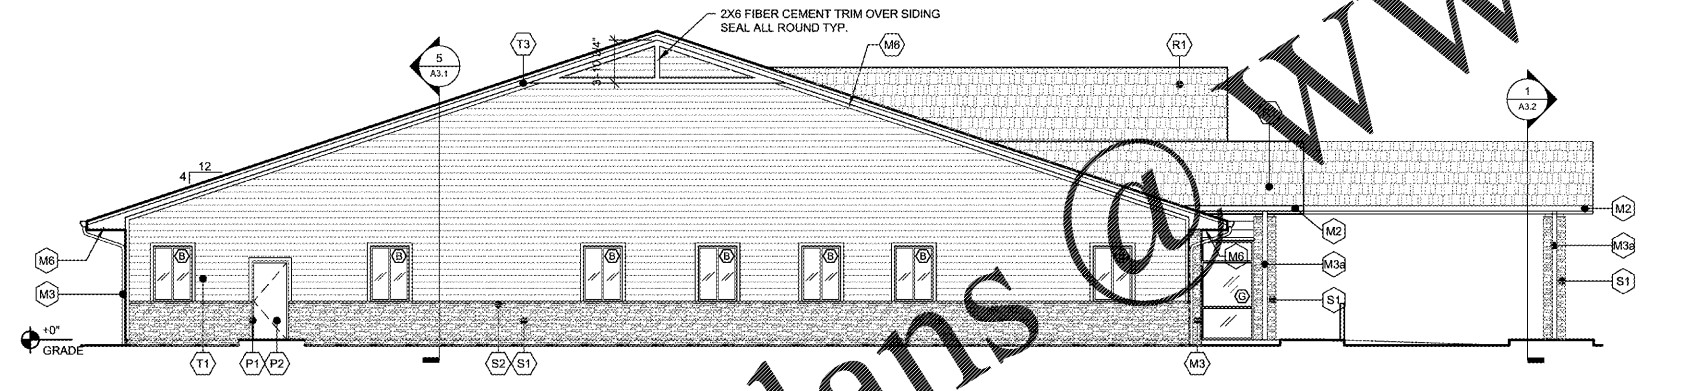 2X6 FIBER CEMENT TRIM OVER SIDING
SEAL ALL ROUND TYP.
T3
M6
R1
5
A3.1
1
A3.2
12
4
M2
M2
M6
M3
B
B
B
B
B
B
M6
M3a
M3a
G
S1
S1
+0"
GRADE
T1
P1
P2
S2
S1
M3
lans @ ww